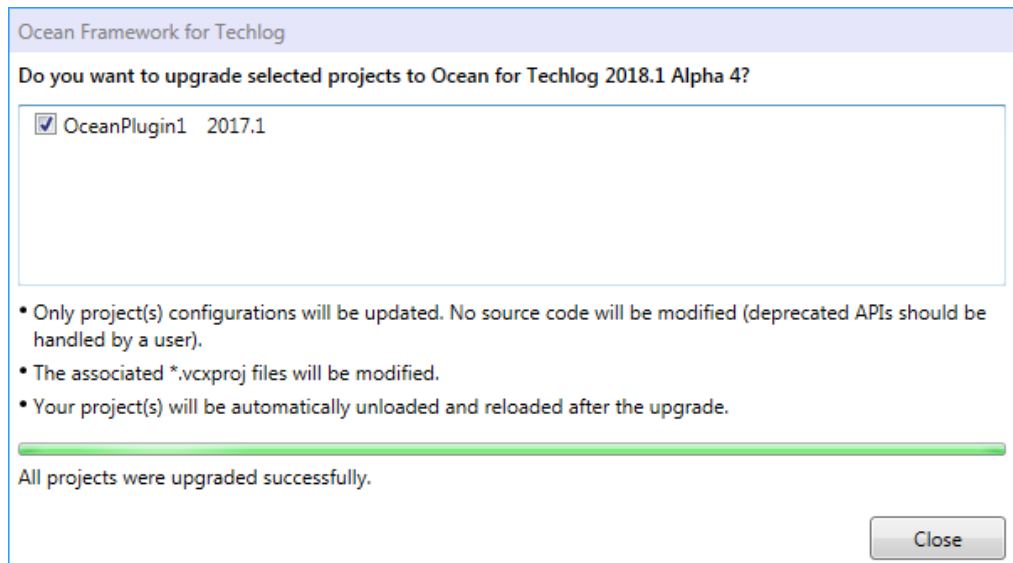 Ocean Framework for Techlog
Do you want to upgrade selected projects to Ocean for Techlog 2018.1 Alpha 4?
OceanPlugin1 2017.1
• Only project(s) configurations will be updated. No source code will be modified (deprecated APIs should be
handled by a user).
• The associated *.vcxproj files will be modified.
• Your project(s) will be automatically unloaded and reloaded after the upgrade.
All projects were upgraded successfully.
Close